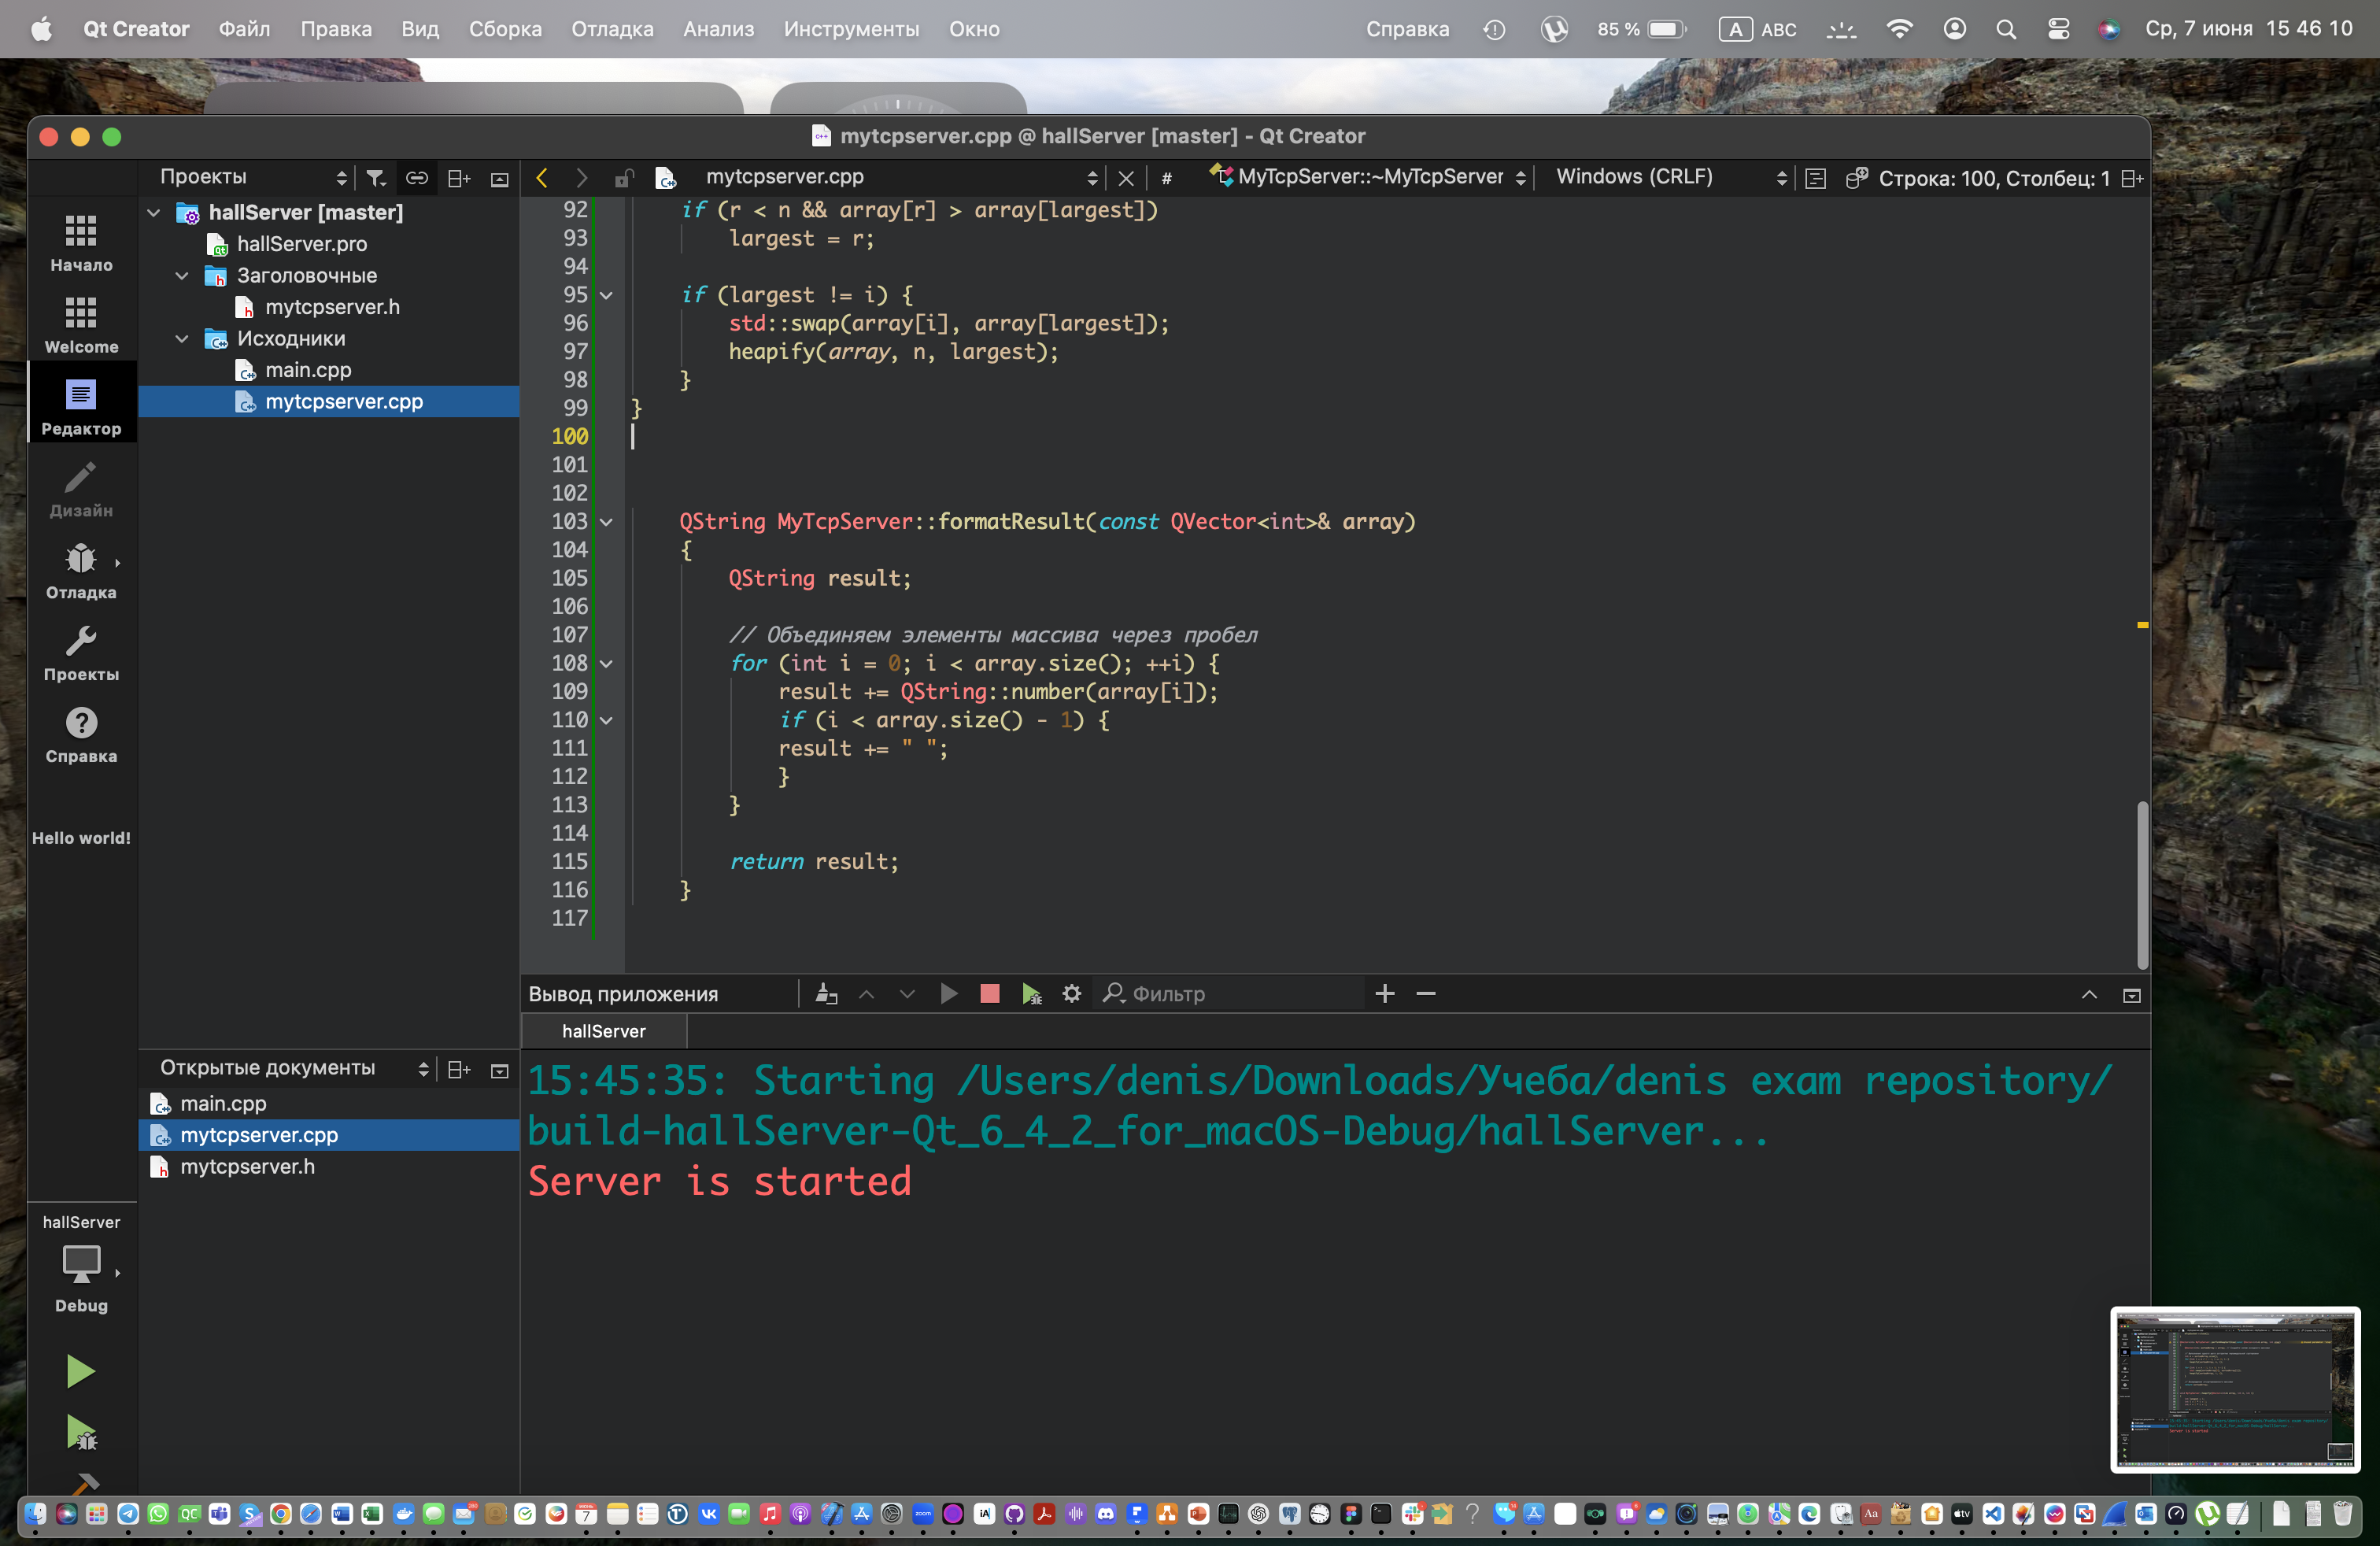 Qt Creator Файл Правка Вид Сборка Отладка Анализ Инструменты Окно Справка 85 % A ABC Ср, 7 июня 15 46 10
mytcpserver.cpp @ hallServer [master] - Qt Creator
Проекты
mytcpserver.cpp
# MyTcpServer::~MyTcpServer Windows (CRLF) Строка: 100, Столбец: 1
Начало
Welcome
Редактор
Дизайн
Отладка
Проекты
Справка
Hello world!
hallServer
Debug
hallServer [master]
hallServer.pro
Заголовочные
mytcpserver.h
Исходники
main.cpp
mytcpserver.cpp
92 if (r < n && array[r] > array[largest])
93 largest = r;
94
95 if (largest != i) {
96 std::swap(array[i], array[largest]);
97 heapify(array, n, largest);
98 }
99 }
100
101
102
103 QString MyTcpServer::formatResult(const QVector<int>& array)
104 {
105 QString result;
106
107 // Объединяем элементы массива через пробел
108 for (int i = 0; i < array.size(); ++i) {
109 result += QString::number(array[i]);
110 if (i < array.size() - 1) {
111 result += " ";
112 }
113 }
114
115 return result;
116 }
117
Открытые документы
main.cpp
mytcpserver.cpp
mytcpserver.h
Вывод приложения Фильтр
hallServer
15:45:35: Starting /Users/denis/Downloads/Учеба/denis exam repository/
build-hallServer-Qt_6_4_2_for_macOS-Debug/hallServer...
Server is started